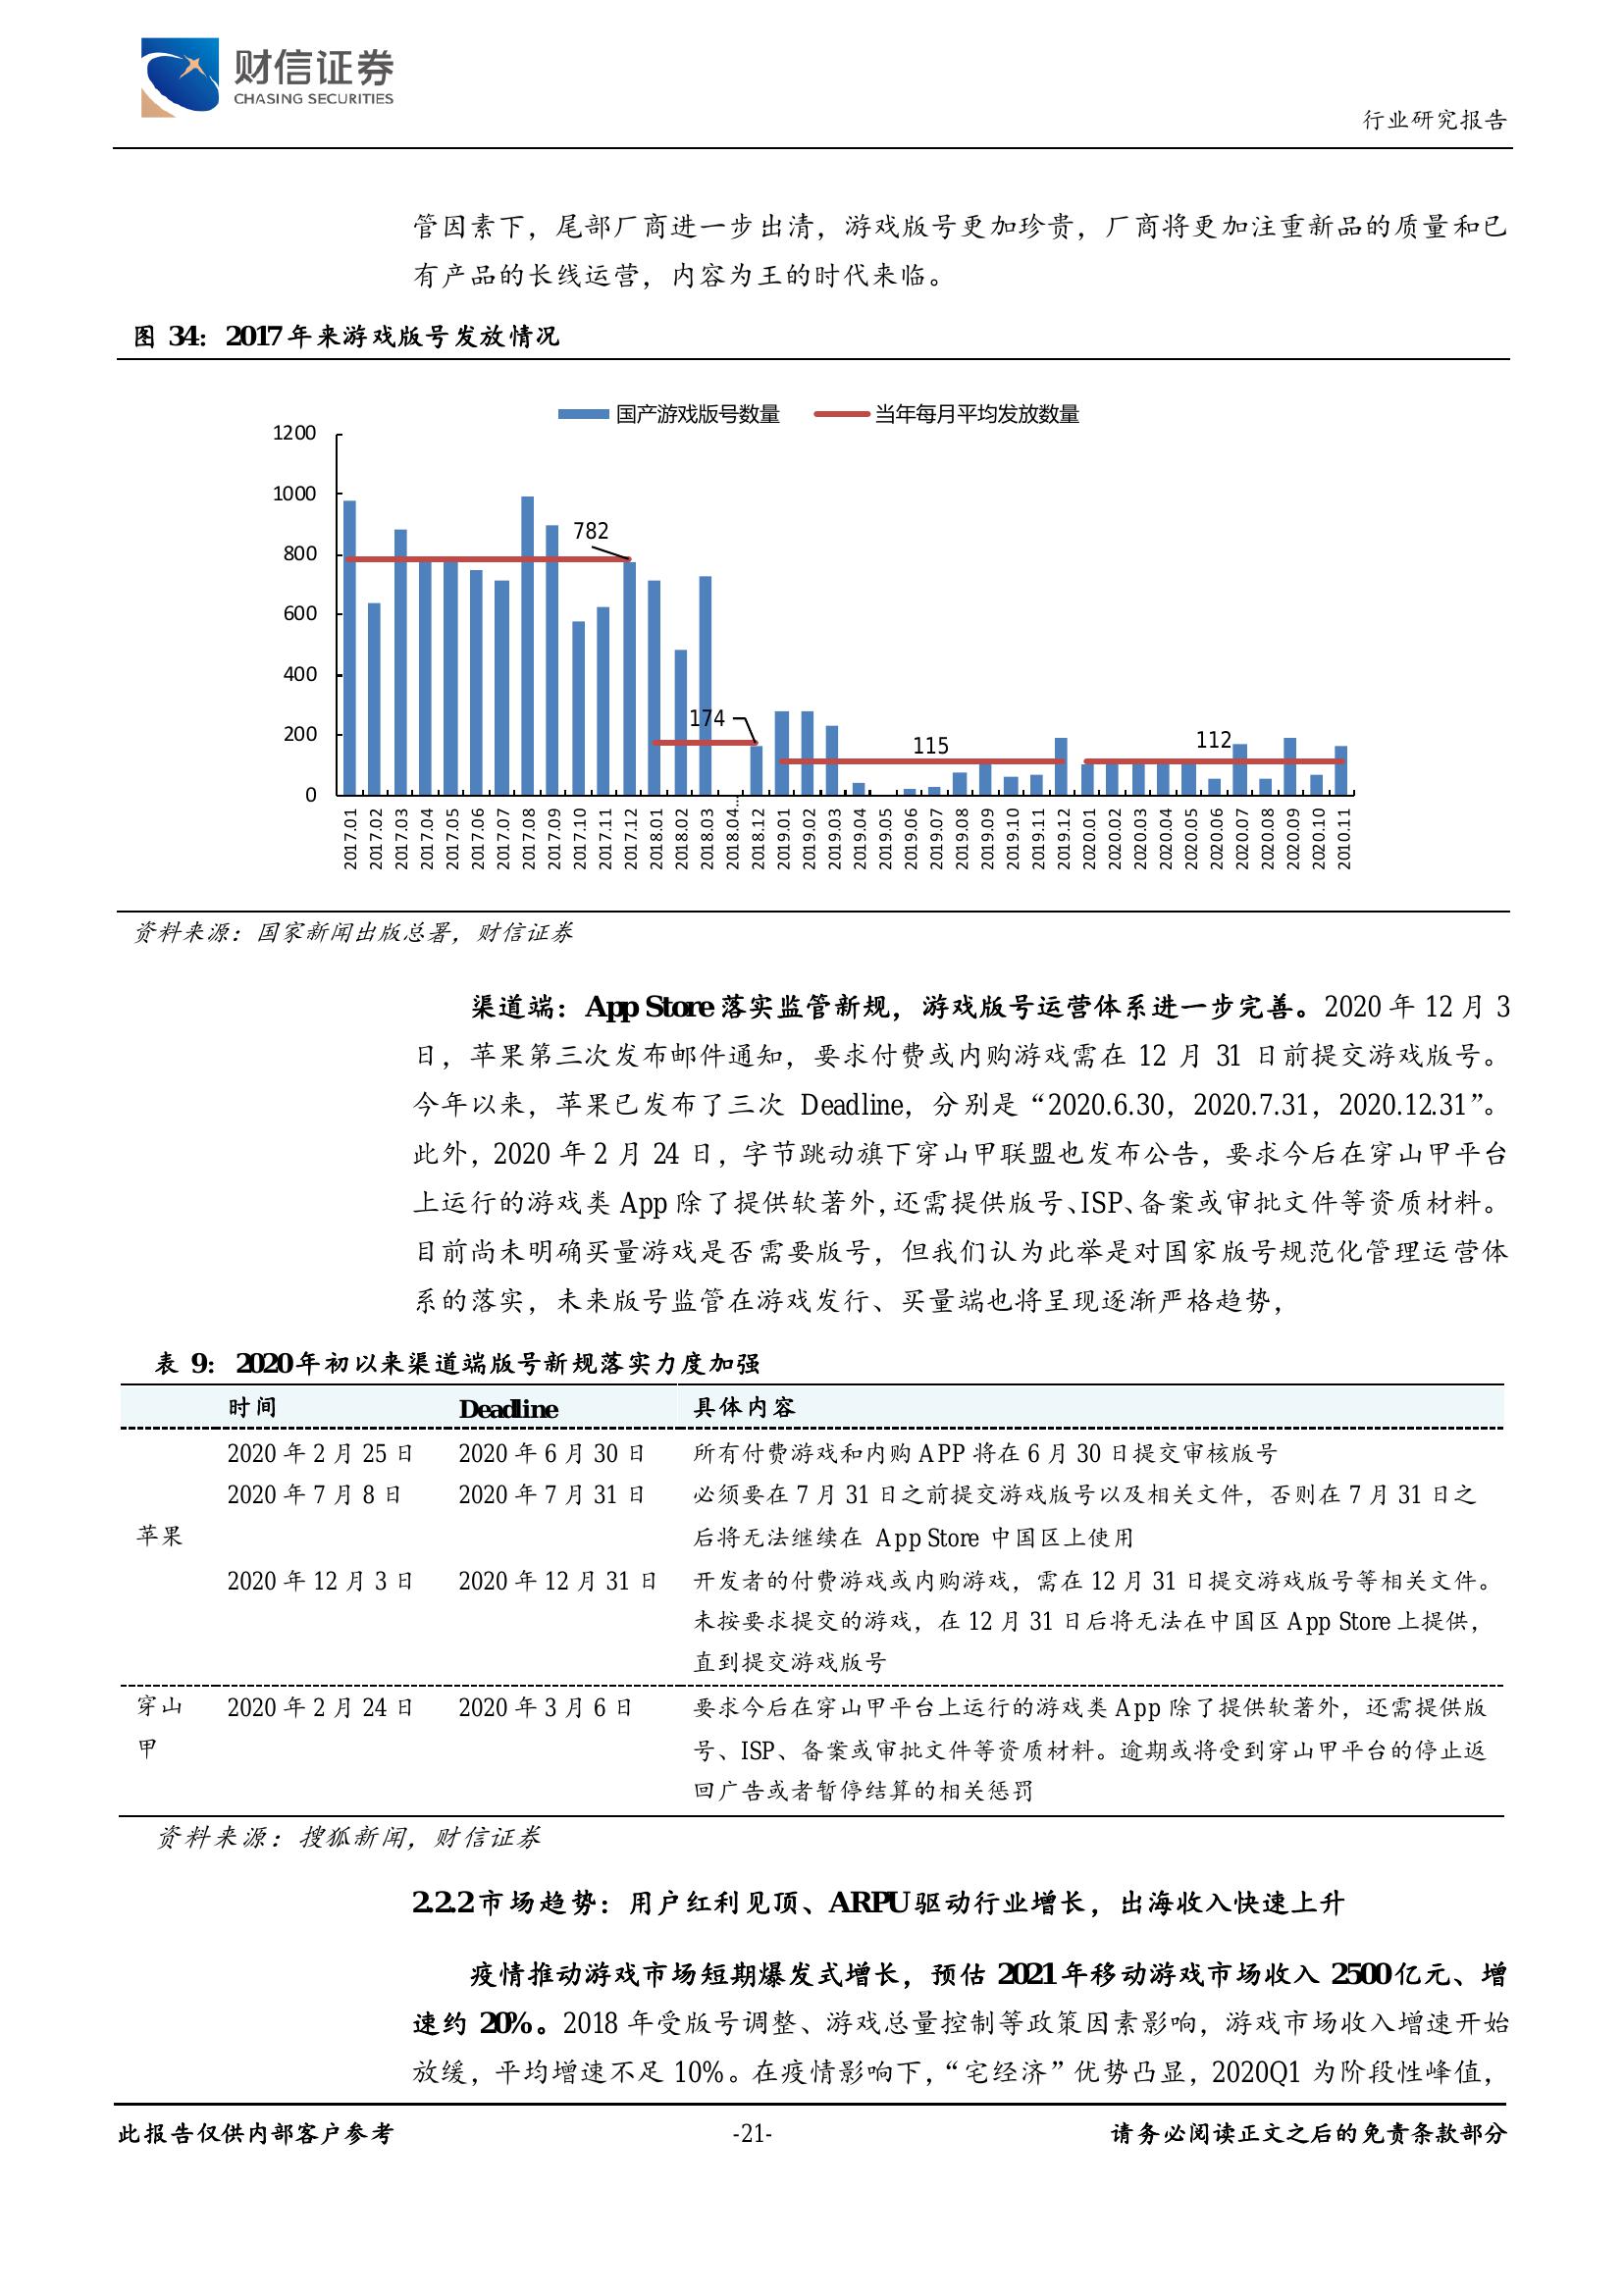 财信证券
CHASING SECURITIES
行业研究报告
管因素下，尾部厂商进一步出清，游戏版号更加珍贵，厂商将更加注重新品的质量和已
有产品的长线运营，内容为王的时代来临。
图 34：2017年来游戏版号发放情况
国产游戏版号数量 当年每月平均发放数量
1200
1000
800
600
400
200
0
782
174
115
112
2017.01
2017.02
2017.03
2017.04
2017.05
2017.06
2017.07
2017.08
2017.09
2017.10
2017.11
2017.12
2018.01
2018.02
2018.03
2018.04…
2018.12
2019.01
2019.02
2019.03
2019.04
2019.05
2019.06
2019.07
2019.08
2019.09
2019.10
2019.11
2019.12
2020.01
2020.02
2020.03
2020.04
2020.05
2020.06
2020.07
2020.08
2020.09
2020.10
2010.11
资料来源：国家新闻出版总署，财信证券
渠道端：App Store落实监管新规，游戏版号运营体系进一步完善。2020 年 12 月 3
日，苹果第三次发布邮件通知，要求付费或内购游戏需在 12 月 31 日前提交游戏版号。
今年以来，苹果已发布了三次 Deadline，分别是“2020.6.30，2020.7.31，2020.12.31”。
此外，2020 年 2 月 24 日，字节跳动旗下穿山甲联盟也发布公告，要求今后在穿山甲平台
上运行的游戏类 App 除了提供软著外，还需提供版号、ISP、备案或审批文件等资质材料。
目前尚未明确买量游戏是否需要版号，但我们认为此举是对国家版号规范化管理运营体
系的落实，未来版号监管在游戏发行、买量端也将呈现逐渐严格趋势，
表 9：2020年初以来渠道端版号新规落实力度加强
时间 Deadline 具体内容
2020 年 2 月 25 日 2020 年 6 月 30 日 所有付费游戏和内购 APP 将在 6 月 30 日提交审核版号
2020 年 7 月 8 日 2020 年 7 月 31 日 必须要在 7 月 31 日之前提交游戏版号以及相关文件，否则在 7 月 31 日之
苹果 后将无法继续在 App Store 中国区上使用
2020 年 12 月 3 日 2020 年 12 月 31 日 开发者的付费游戏或内购游戏，需在 12 月 31 日提交游戏版号等相关文件。
未按要求提交的游戏，在 12 月 31 日后将无法在中国区 App Store 上提供，
直到提交游戏版号
穿山 2020 年 2 月 24 日 2020 年 3 月 6 日 要求今后在穿山甲平台上运行的游戏类 App 除了提供软著外，还需提供版
甲 号、ISP、备案或审批文件等资质材料。逾期或将受到穿山甲平台的停止返
回广告或者暂停结算的相关惩罚
资料来源：搜狐新闻，财信证券
2.2.2市场趋势：用户红利见顶、ARPU驱动行业增长，出海收入快速上升
疫情推动游戏市场短期爆发式增长，预估 2021年移动游戏市场收入 2500亿元、增
速约 20%。2018 年受版号调整、游戏总量控制等政策因素影响，游戏市场收入增速开始
放缓，平均增速不足 10%。在疫情影响下，“宅经济”优势凸显，2020Q1 为阶段性峰值，
此报告仅供内部客户参考 -21- 请务必阅读正文之后的免责条款部分